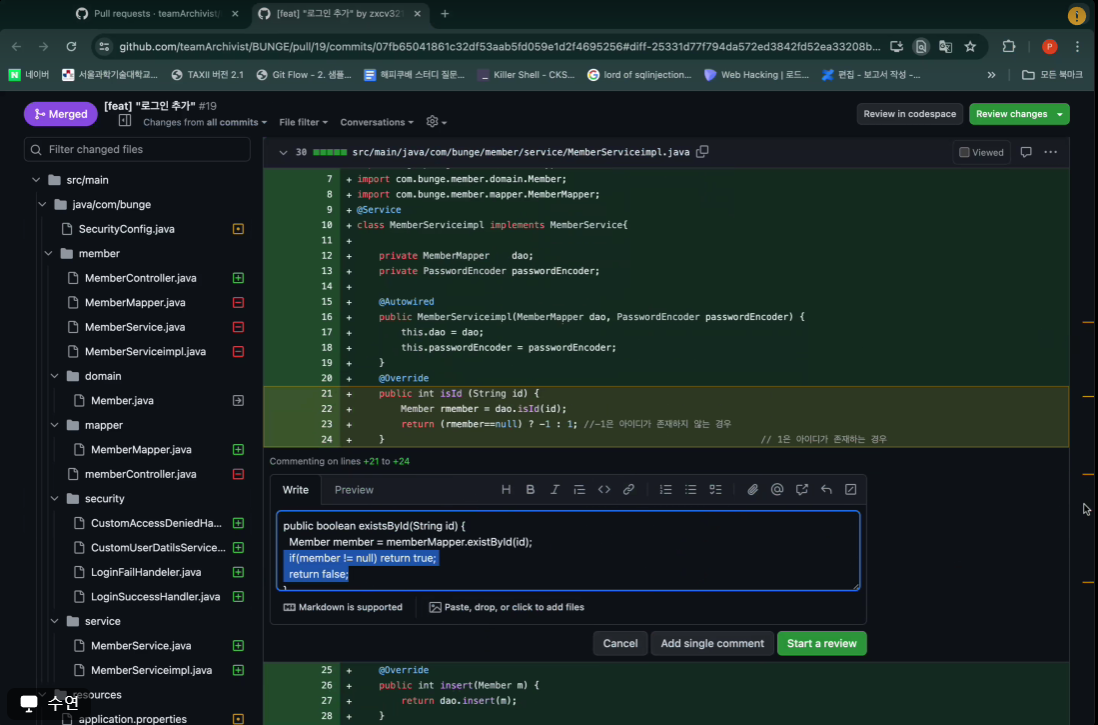 Pull requests · teamArchivist/
[feat] "로그인 추가" by zxcv32
github.com/teamArchivist/BUNGE/pull/19/commits/07fb65041861c32df53aab5fd059e1d2f4695256#diff-25331d77f794da572ed3842fd52ea33208b...
P
네이버
서울과학기술대학교...
TAXII 버전 2.1
Git Flow - 2. 샘플...
해피쿠배 스터디 질문...
Killer Shell - CKS...
lord of sqlinjection...
Web Hacking | 로드...
편집 - 보고서 작성 -...
»
모든 북마크
Merged
[feat] "로그인 추가" #19
Changes from all commits
File filter
Conversations
Review in codespace
Review changes
Filter changed files
src/main
java/com/bunge
SecurityConfig.java
member
MemberController.java
MemberMapper.java
MemberService.java
MemberServiceimpl.java
domain
Member.java
mapper
MemberMapper.java
memberController.java
security
CustomAccessDeniedHa...
CustomUserDatilsService...
LoginFailHandeler.java
LoginSuccessHandler.java
service
MemberService.java
MemberServiceimpl.java
resources
application.properties
수연
30 src/main/java/com/bunge/member/service/MemberServiceimpl.java
Viewed
7 + import com.bunge.member.domain.Member;
8 + import com.bunge.member.mapper.MemberMapper;
9 + @Service
10 + class MemberServiceimpl implements MemberService{
11 +
12 + private MemberMapper dao;
13 + private PasswordEncoder passwordEncoder;
14 +
15 + @Autowired
16 + public MemberServiceimpl(MemberMapper dao, PasswordEncoder passwordEncoder) {
17 + this.dao = dao;
18 + this.passwordEncoder = passwordEncoder;
19 + }
20 + @Override
21 + public int isId (String id) {
22 + Member rmember = dao.isId(id);
23 + return (rmember==null) ? -1 : 1; //-1은 아이디가 존재하지 않는 경우
24 + } // 1은 아이디가 존재하는 경우
Commenting on lines +21 to +24
Write
Preview
public boolean existsById(String id) {
Member member = memberMapper.existById(id);
if(member != null) return true;
return false;
Markdown is supported
Paste, drop, or click to add files
Cancel
Add single comment
Start a review
25 + @Override
26 + public int insert(Member m) {
27 + return dao.insert(m);
28 + }